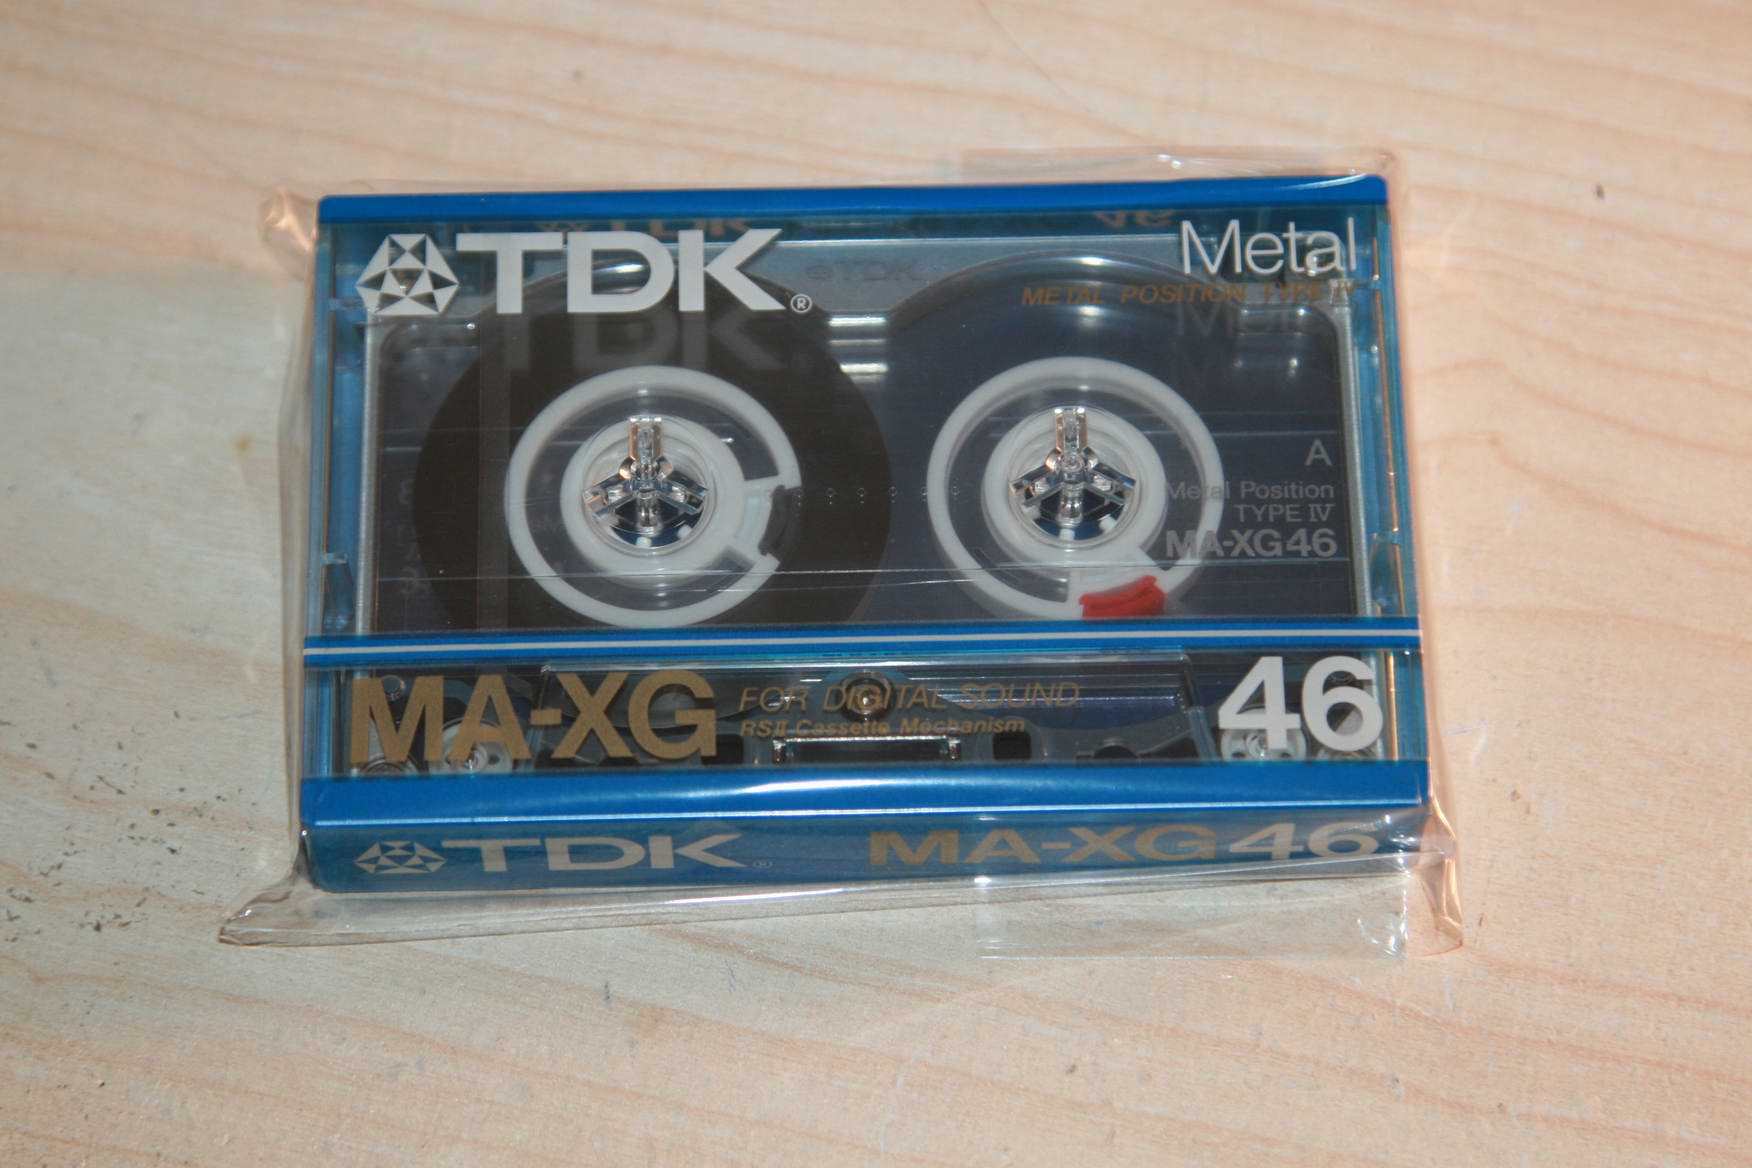 TDK®
Metal
METAL POSITION TYPE IV
A
Metal Position
TYPE IV
MA-XG46
MA-XG
FOR DIGITAL SOUND
RSII Cassette Mechanism
46
TDK®
MA-XG46